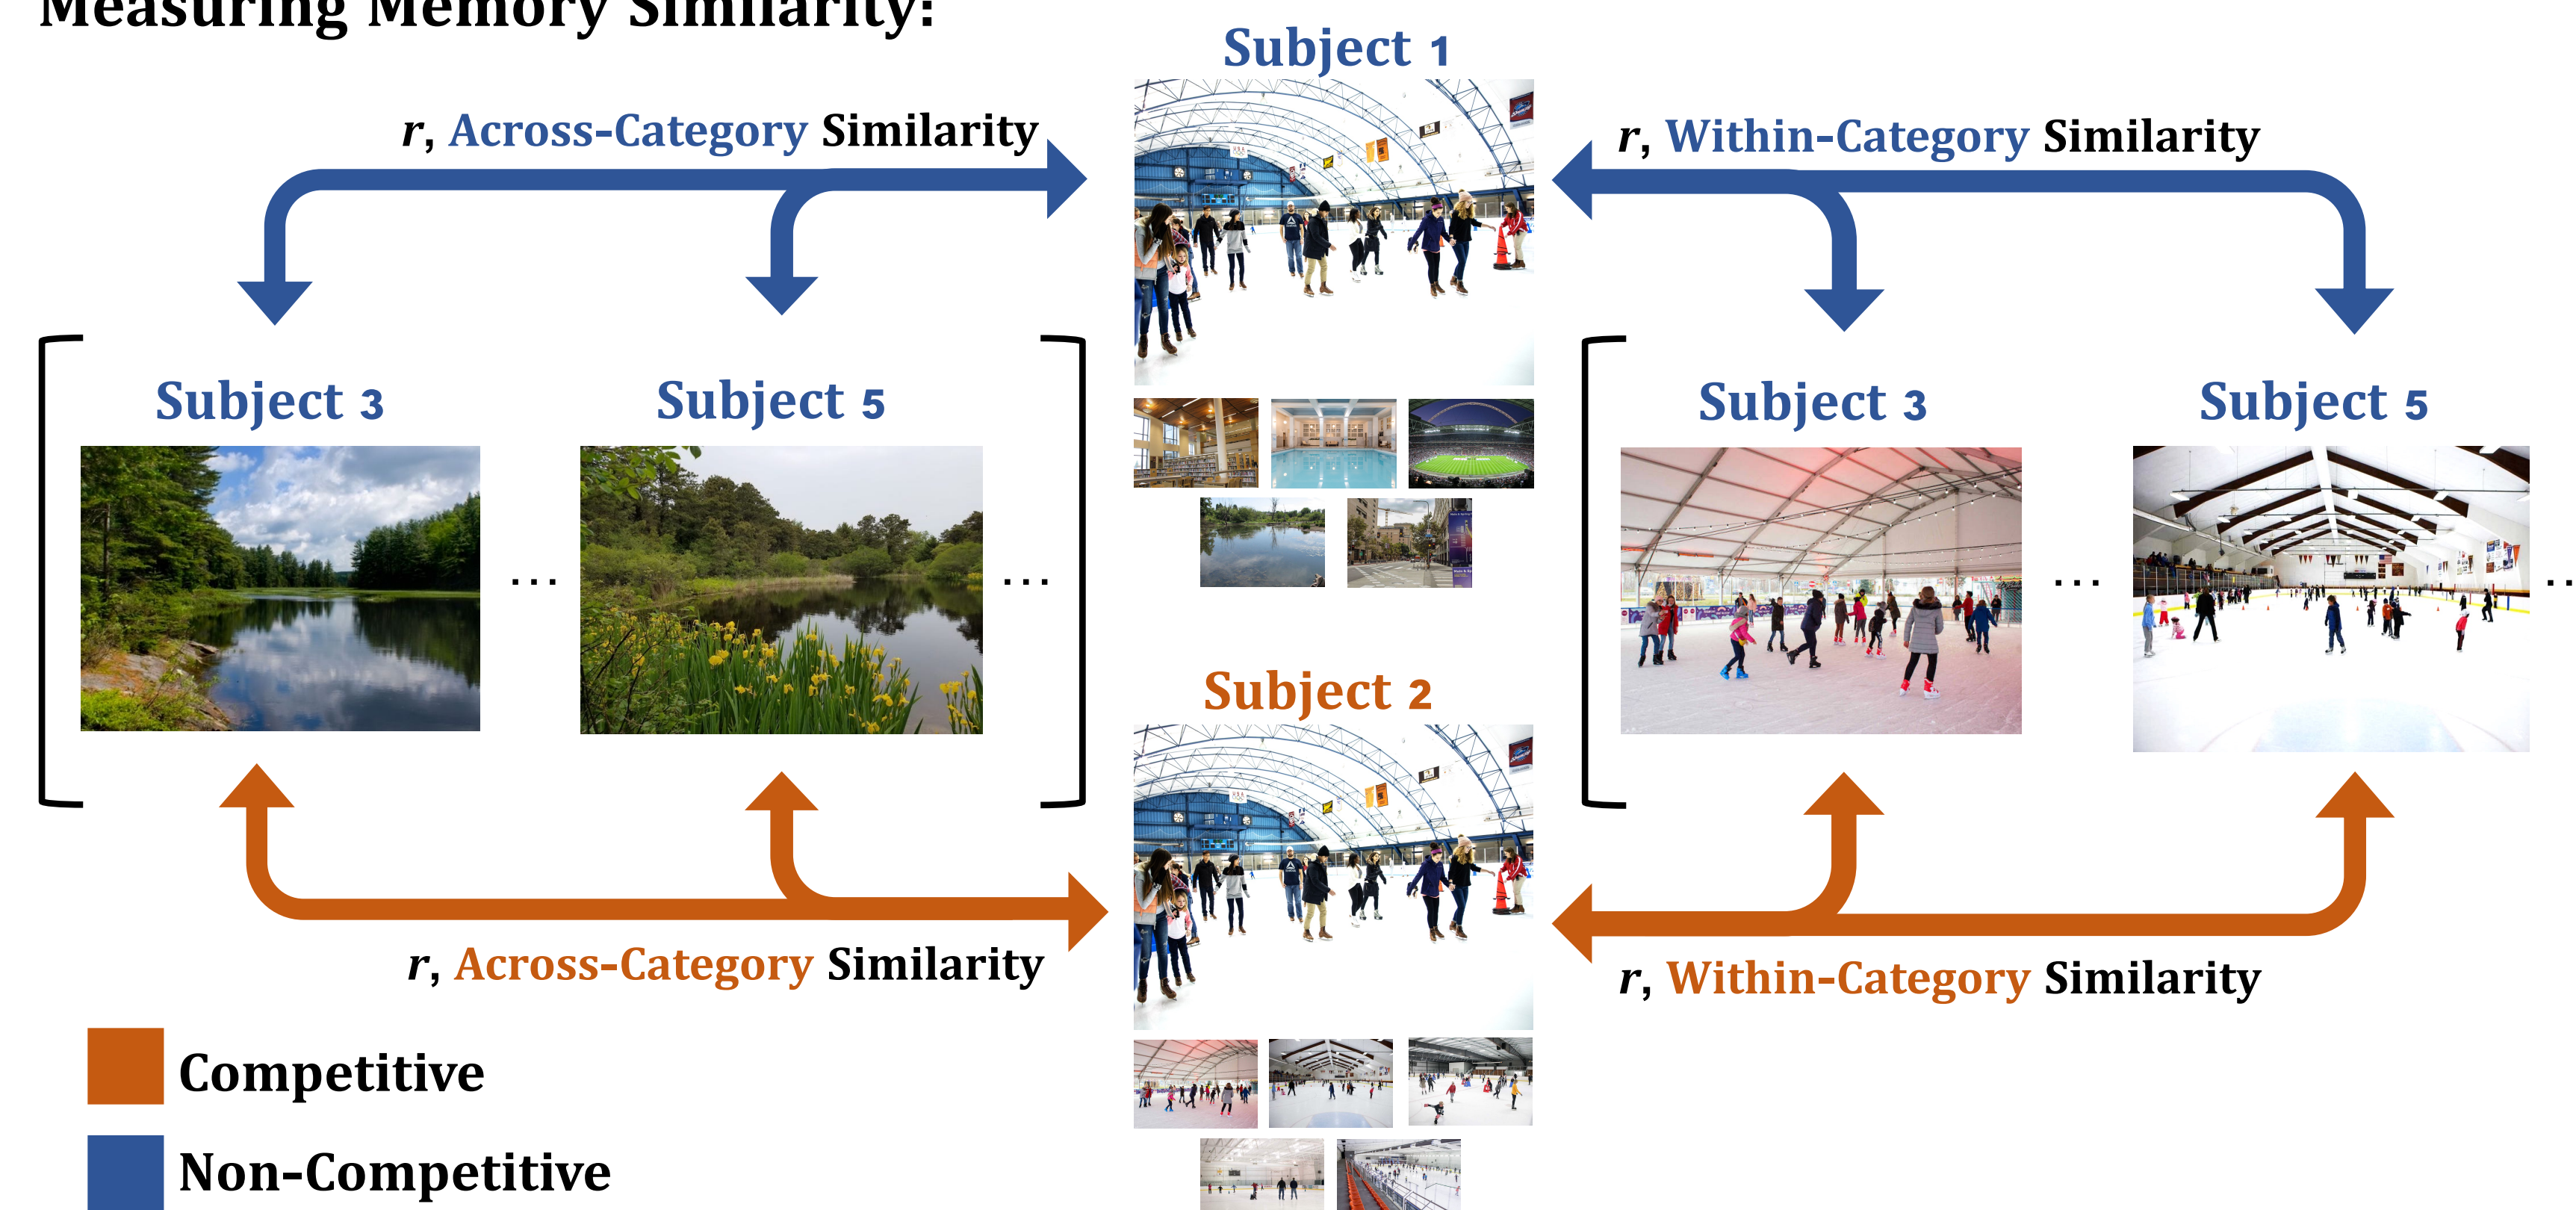 Measuring Memory Similarity:
Subject 1
r, Across-Category Similarity
r, Within-Category Similarity
Subject 3
Subject 5
Subject 3
Subject 5
...
...
...
...
Subject 2
r, Across-Category Similarity
r, Within-Category Similarity
Competitive
Non-Competitive